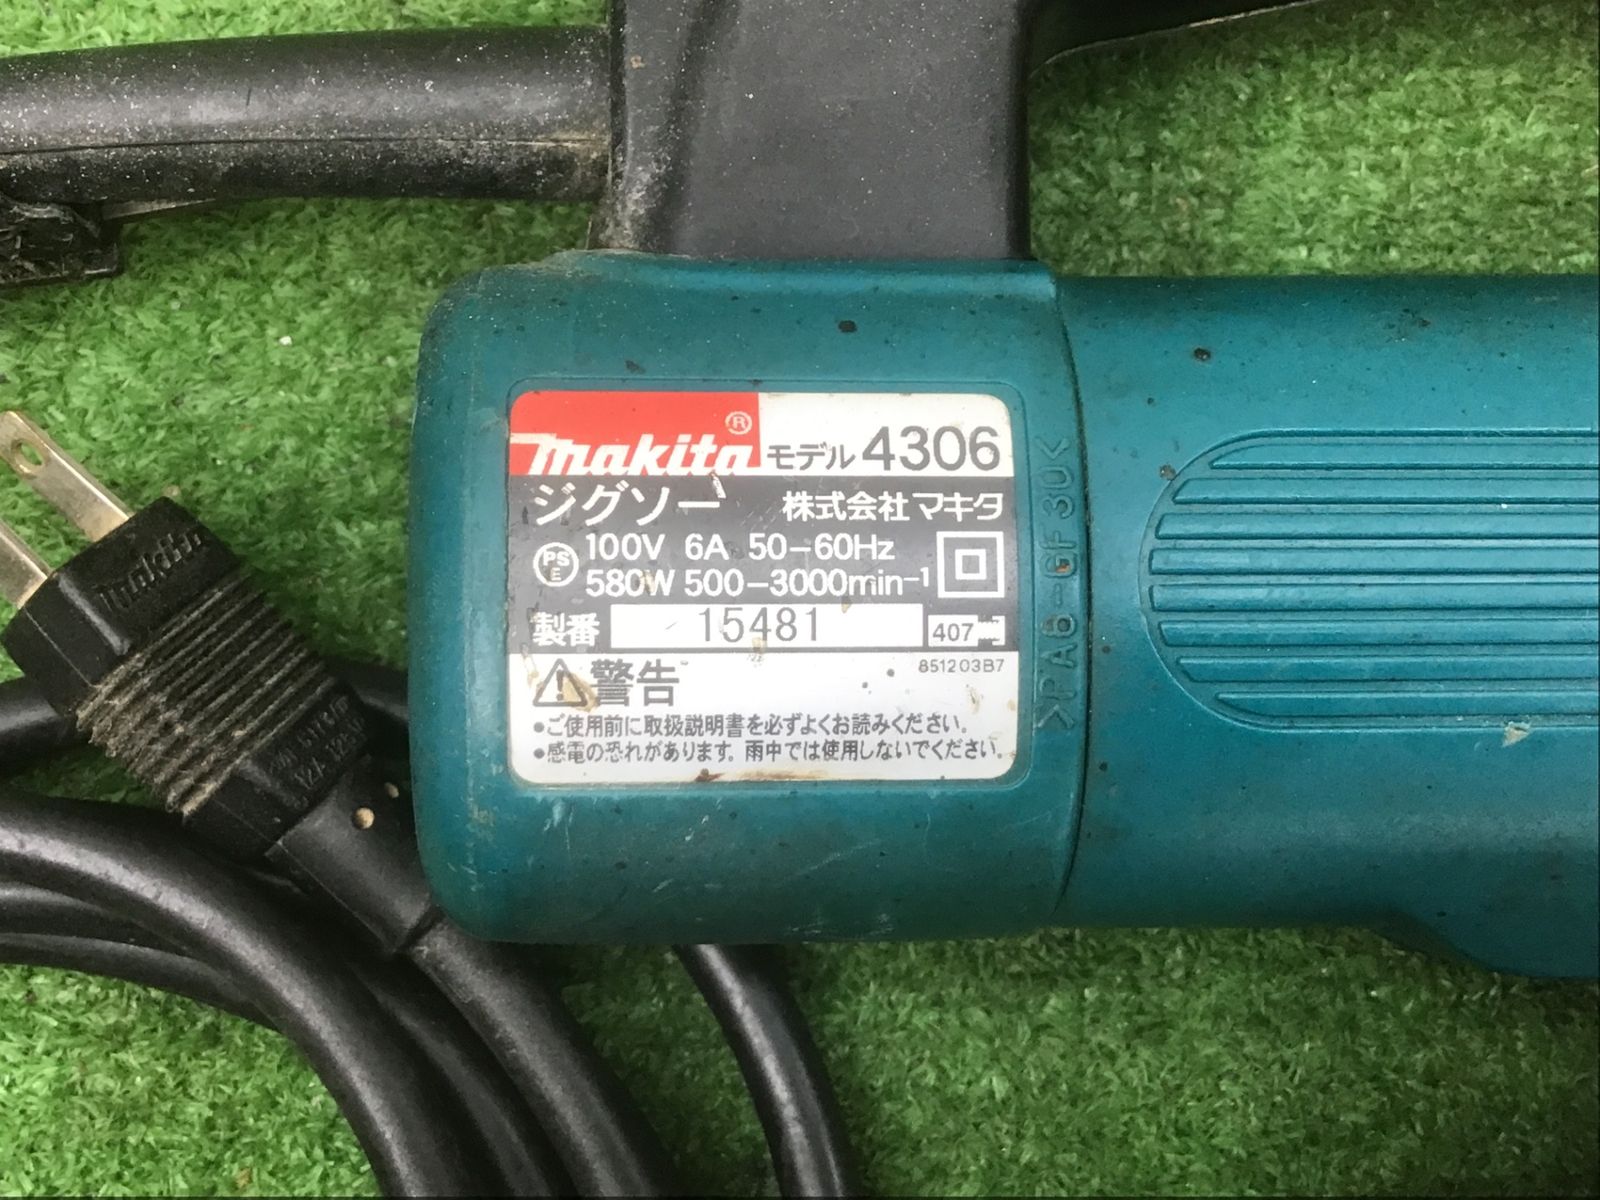 makita® モデル 4306
ジグソー 株式会社マキタ
PS E 100V 6A 50-60Hz
580W 500-3000min⁻¹
製番 15481 407
851203B7
警告
●ご使用前に取扱説明書を必ずよくお読みください。
●感電の恐れがあります。雨中では使用しないでください。
>PA6-GF30<
makita